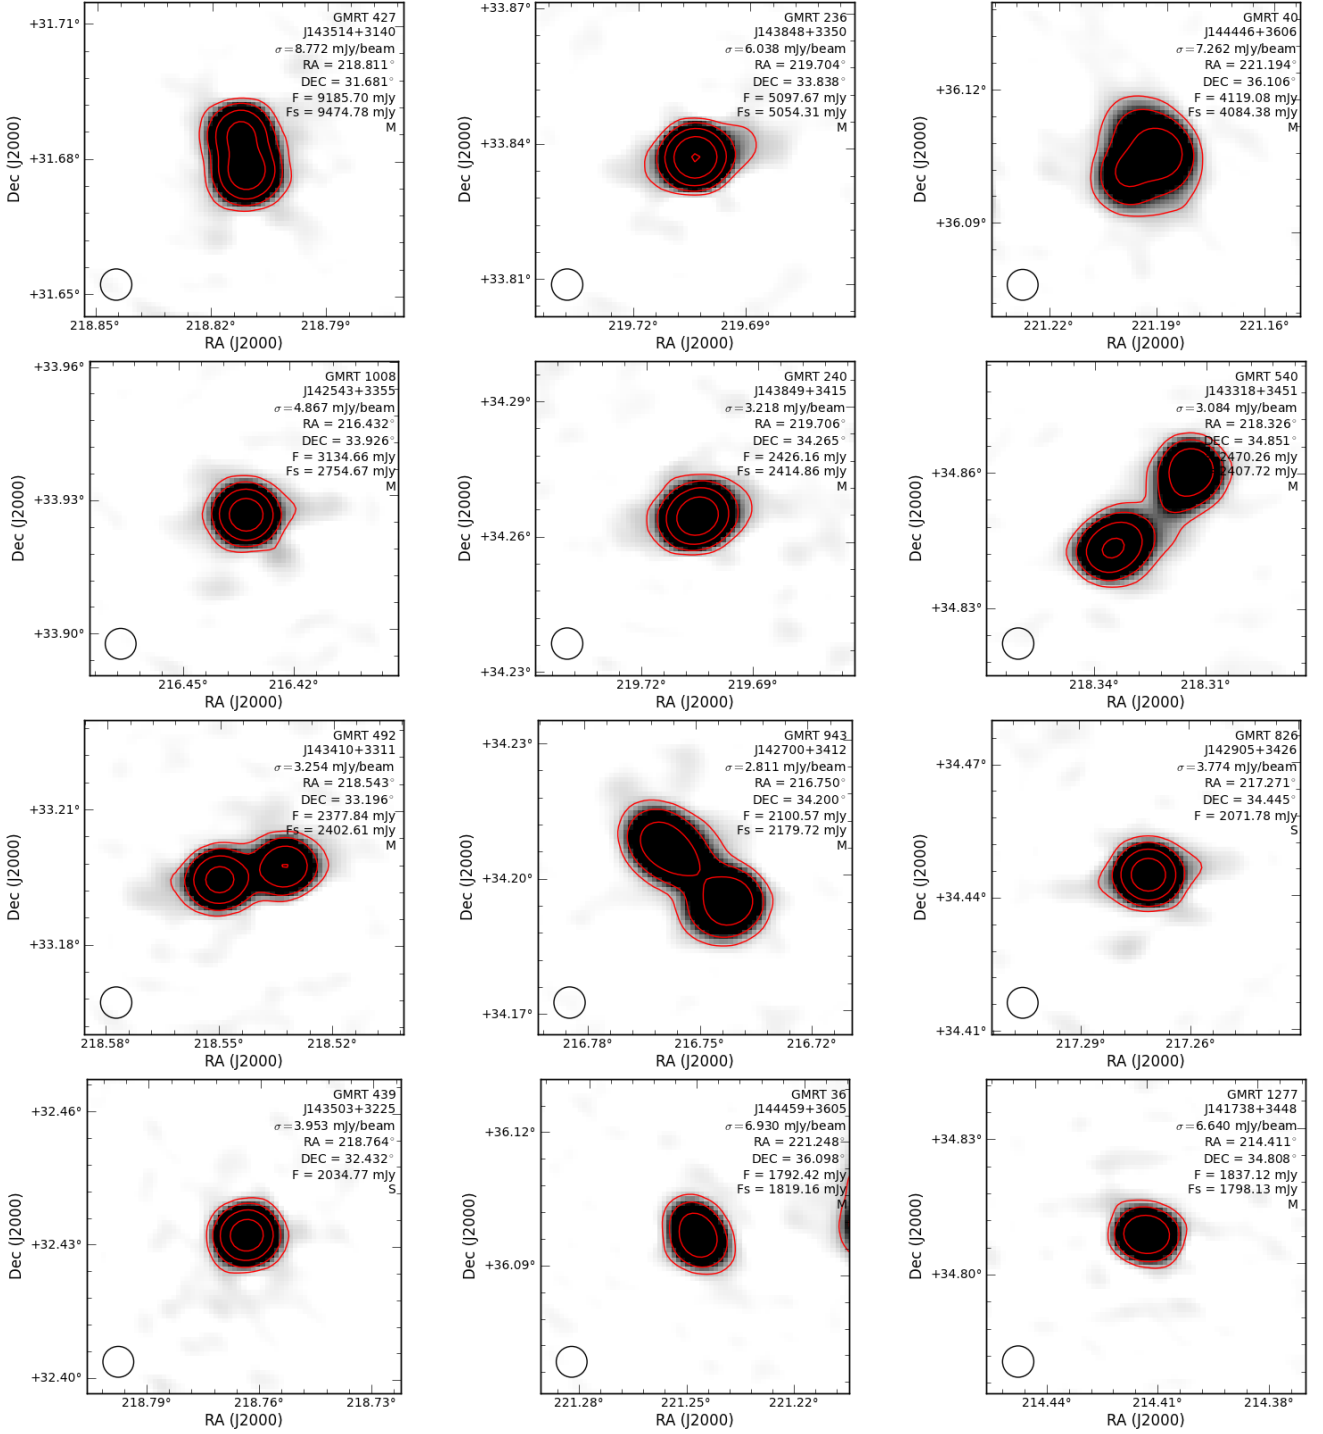 GMRT 427
J143514+3140
σ=8.772 mJy/beam
RA = 218.811°
DEC = 31.681°
F = 9185.70 mJy
Fs = 9474.78 mJy
M
+31.71°
+31.68°
+31.65°
Dec (J2000)
218.85°
218.82°
218.79°
RA (J2000)
GMRT 236
J143848+3350
σ=6.038 mJy/beam
RA = 219.704°
DEC = 33.838°
F = 5097.67 mJy
Fs = 5054.31 mJy
M
+33.87°
+33.84°
+33.81°
Dec (J2000)
219.72°
219.69°
RA (J2000)
GMRT 40
J144446+3606
σ=7.262 mJy/beam
RA = 221.194°
DEC = 36.106°
F = 4119.08 mJy
Fs = 4084.38 mJy
M
+36.12°
+36.09°
Dec (J2000)
221.22°
221.19°
221.16°
RA (J2000)
GMRT 1008
J142543+3355
σ=4.867 mJy/beam
RA = 216.432°
DEC = 33.926°
F = 3134.66 mJy
Fs = 2754.67 mJy
M
+33.96°
+33.93°
+33.90°
Dec (J2000)
216.45°
216.42°
RA (J2000)
GMRT 240
J143849+3415
σ=3.218 mJy/beam
RA = 219.706°
DEC = 34.265°
F = 2426.16 mJy
Fs = 2414.86 mJy
M
+34.29°
+34.26°
+34.23°
Dec (J2000)
219.72°
219.69°
RA (J2000)
GMRT 540
J143318+3451
σ=3.084 mJy/beam
RA = 218.326°
DEC = 34.851°
2470.26 mJy
2407.72 mJy
M
+34.86°
+34.83°
Dec (J2000)
218.34°
218.31°
RA (J2000)
GMRT 492
J143410+3311
σ=3.254 mJy/beam
RA = 218.543°
DEC = 33.196°
F = 2377.84 mJy
Fs = 2402.61 mJy
M
+33.21°
+33.18°
Dec (J2000)
218.58°
218.55°
218.52°
RA (J2000)
GMRT 943
J142700+3412
σ=2.811 mJy/beam
RA = 216.750°
DEC = 34.200°
F = 2100.57 mJy
Fs = 2179.72 mJy
M
+34.23°
+34.20°
+34.17°
Dec (J2000)
216.78°
216.75°
216.72°
RA (J2000)
GMRT 826
J142905+3426
σ=3.774 mJy/beam
RA = 217.271°
DEC = 34.445°
F = 2071.78 mJy
S
+34.47°
+34.44°
+34.41°
Dec (J2000)
217.29°
217.26°
RA (J2000)
GMRT 439
J143503+3225
σ=3.953 mJy/beam
RA = 218.764°
DEC = 32.432°
F = 2034.77 mJy
S
+32.46°
+32.43°
+32.40°
Dec (J2000)
218.79°
218.76°
218.73°
RA (J2000)
GMRT 36
J144459+3605
σ=6.930 mJy/beam
RA = 221.248°
DEC = 36.098°
F = 1792.42 mJy
Fs = 1819.16 mJy
M
+36.12°
+36.09°
Dec (J2000)
221.28°
221.25°
221.22°
RA (J2000)
GMRT 1277
J141738+3448
σ=6.640 mJy/beam
RA = 214.411°
DEC = 34.808°
F = 1837.12 mJy
Fs = 1798.13 mJy
M
+34.83°
+34.80°
Dec (J2000)
214.44°
214.41°
214.38°
RA (J2000)